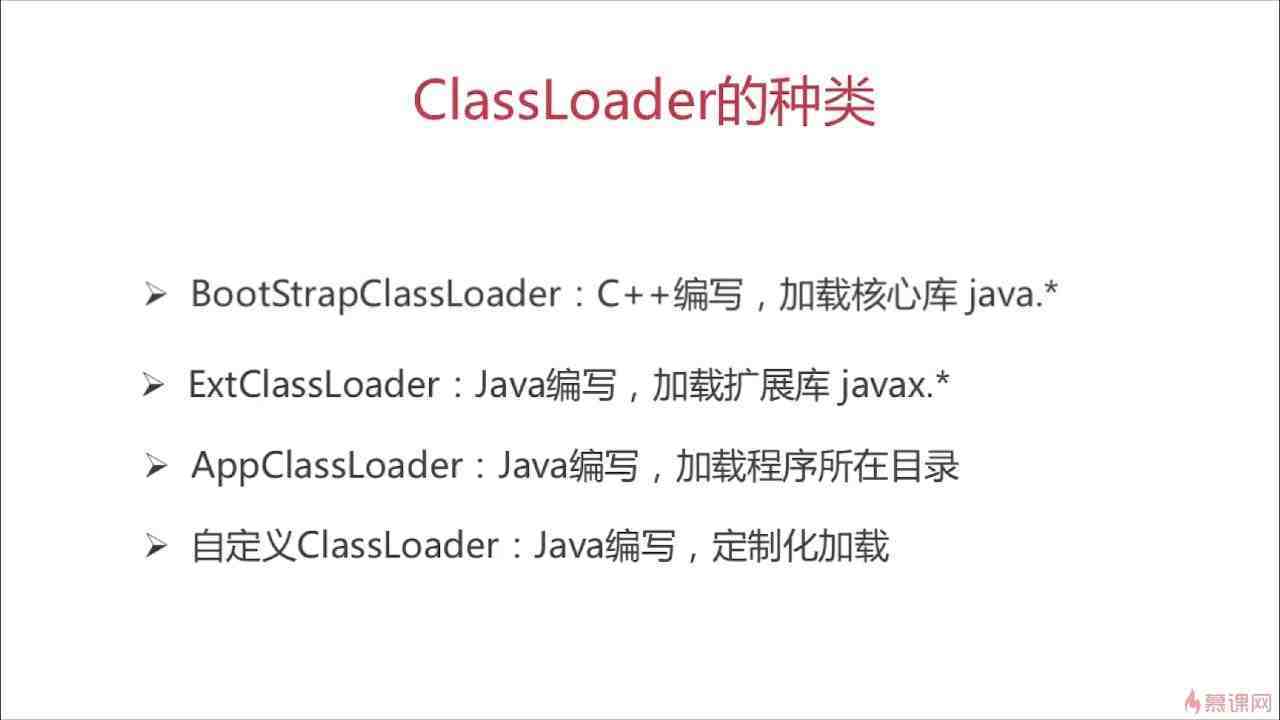 ClassLoader的种类
➢ BootStrapClassLoader：C++编写，加载核心库 java.*
➢ ExtClassLoader：Java编写，加载扩展库 javax.*
➢ AppClassLoader：Java编写，加载程序所在目录
➢ 自定义ClassLoader：Java编写，定制化加载
慕课网